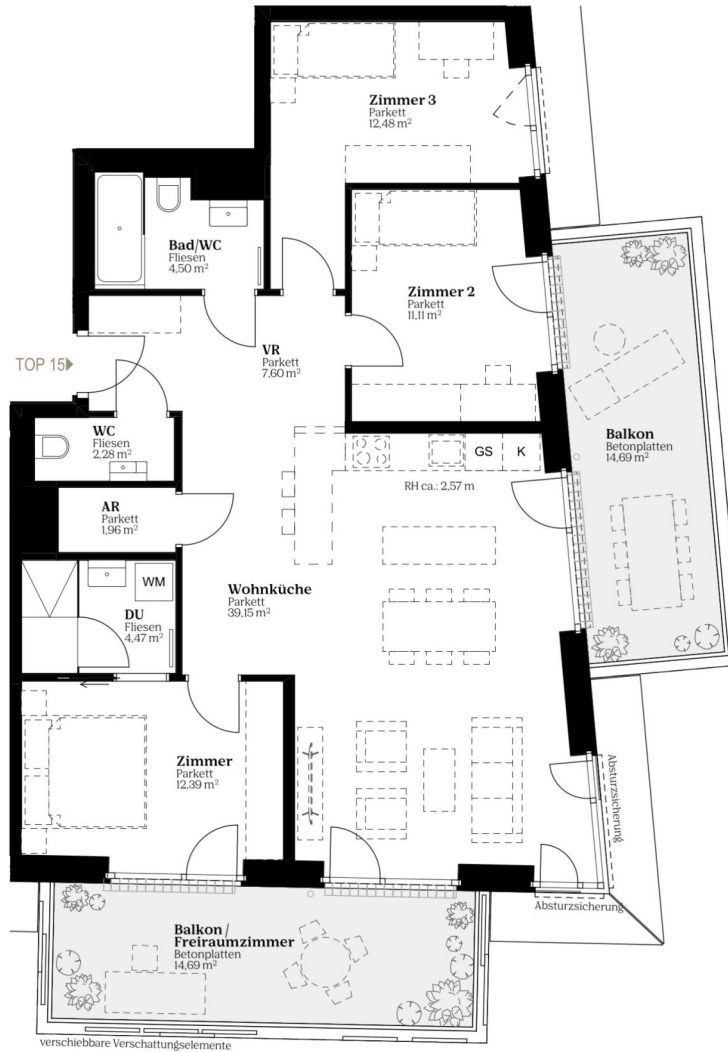 Zimmer 3
Parkett
12,48 m²
Bad/WC
Fliesen
4,50 m²
Zimmer 2
Parkett
11,11 m²
VR
Parkett
7,60 m²
TOP 15
WC
Fliesen
2,28 m²
GS
K
RH ca.: 2,57 m
Balkon
Betonplatten
14,69 m²
AR
Parkett
1,96 m²
WM
DU
Fliesen
4,47 m²
Wohnküche
Parkett
39,15 m²
Zimmer
Parkett
12,39 m²
Absturzsicherung
Absturzsicherung
Balkon /
Freiraumzimmer
Betonplatten
14,69 m²
verschiebbare Verschattungselemente